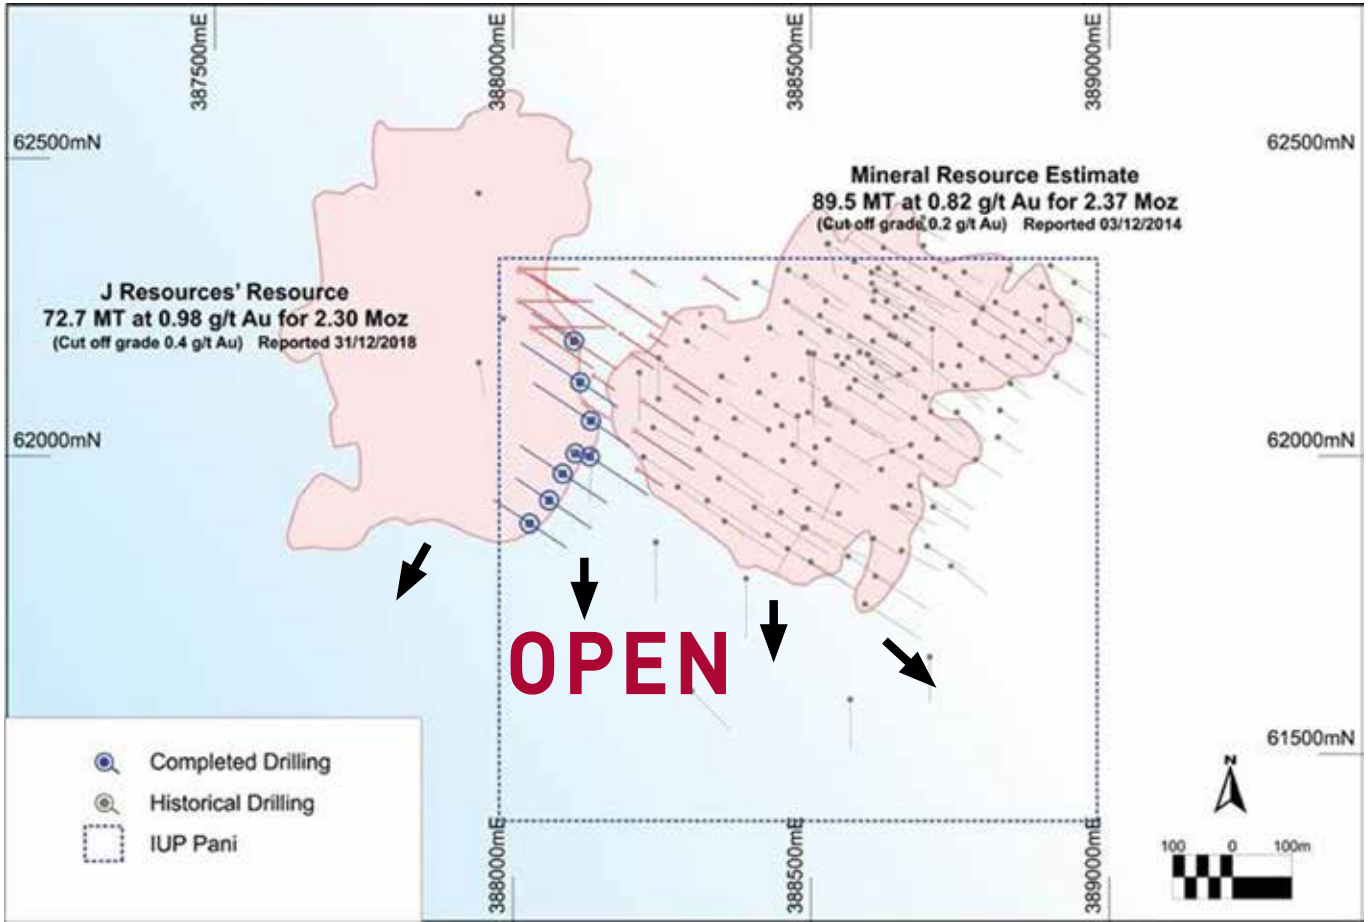 387500mE
388000mE
388500mE
389000mE
62500mN
62500mN
Mineral Resource Estimate
89.5 MT at 0.82 g/t Au for 2.37 Moz
(Cut off grade 0.2 g/t Au) Reported 03/12/2014
J Resources' Resource
72.7 MT at 0.98 g/t Au for 2.30 Moz
(Cut off grade 0.4 g/t Au) Reported 31/12/2018
62000mN
62000mN
OPEN
61500mN
Completed Drilling
Historical Drilling
IUP Pani
N
100 0 100m
388000mE
388500mE
389000mE